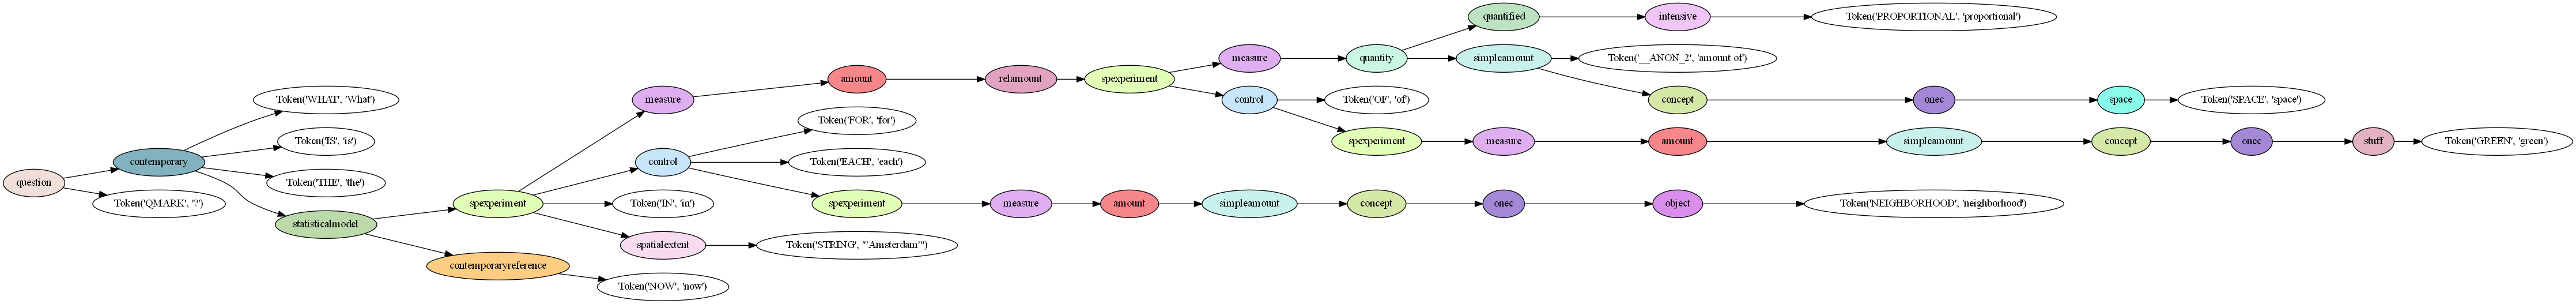 quantified
intensive
Token('PROPORTIONAL', 'proportional')
measure
quantity
simpleamount
Token('__ANON_2', 'amount of')
amount
relamount
spexperiment
Token('WHAT', 'What')
measure
control
Token('OF', 'of')
concept
onec
space
Token('SPACE', 'space')
Token('FOR', 'for')
Token('IS', 'is')
spexperiment
measure
amount
simpleamount
concept
onec
stuff
Token('GREEN', 'green')
contemporary
control
Token('EACH', 'each')
question
Token('THE', 'the')
Token('QMARK', '?')
spexperiment
Token('IN', 'in')
spexperiment
measure
amount
simpleamount
concept
onec
object
Token('NEIGHBORHOOD', 'neighborhood')
statisticalmodel
spatialextent
Token('STRING', '"Amsterdam"')
contemporaryreference
Token('NOW', 'now')